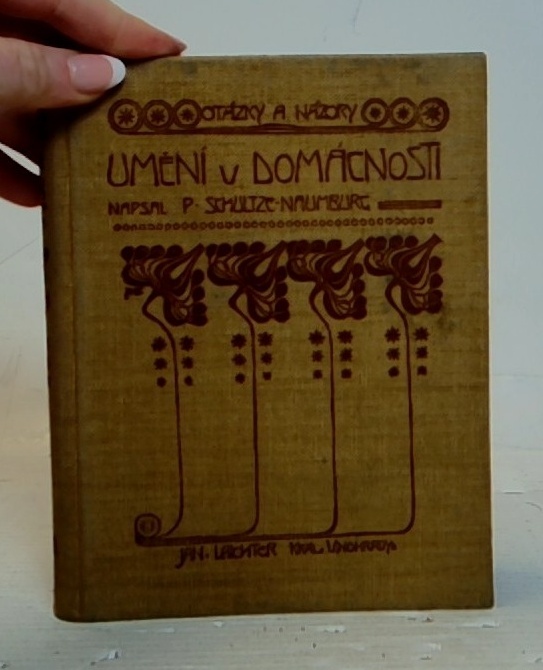 OTÁZKY A NÁZORY
UMĚNÍ V DOMÁCNOSTI
NAPSAL P. SCHULTZE-NAUMBURG
JAN LAICHTER KRÁL. VINOHRADY